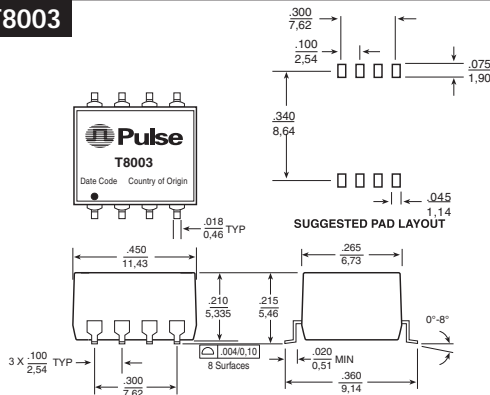 T8003
.300
7,62
.100
2,54
.075
1,90
.340
8,64
.045
1,14
SUGGESTED PAD LAYOUT
Pulse
T8003
Date Code Country of Origin
.018
0,46 TYP
.450
11,43
.210
5,335
.215
5,46
.265
6,73
0°-8°
3 X .100
2,54 TYP
.004/0,10
8 Surfaces
.020
0,51 MIN
.300
7,62
.360
9,14